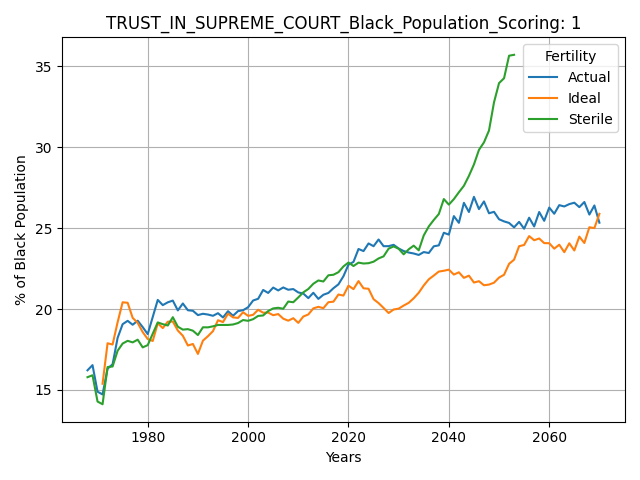 TRUST_IN_SUPREME_COURT_Black_Population_Scoring: 1
Fertility
Actual
Ideal
Sterile
% of Black Population
35
30
25
20
15
1980 2000 2020 2040 2060
Years